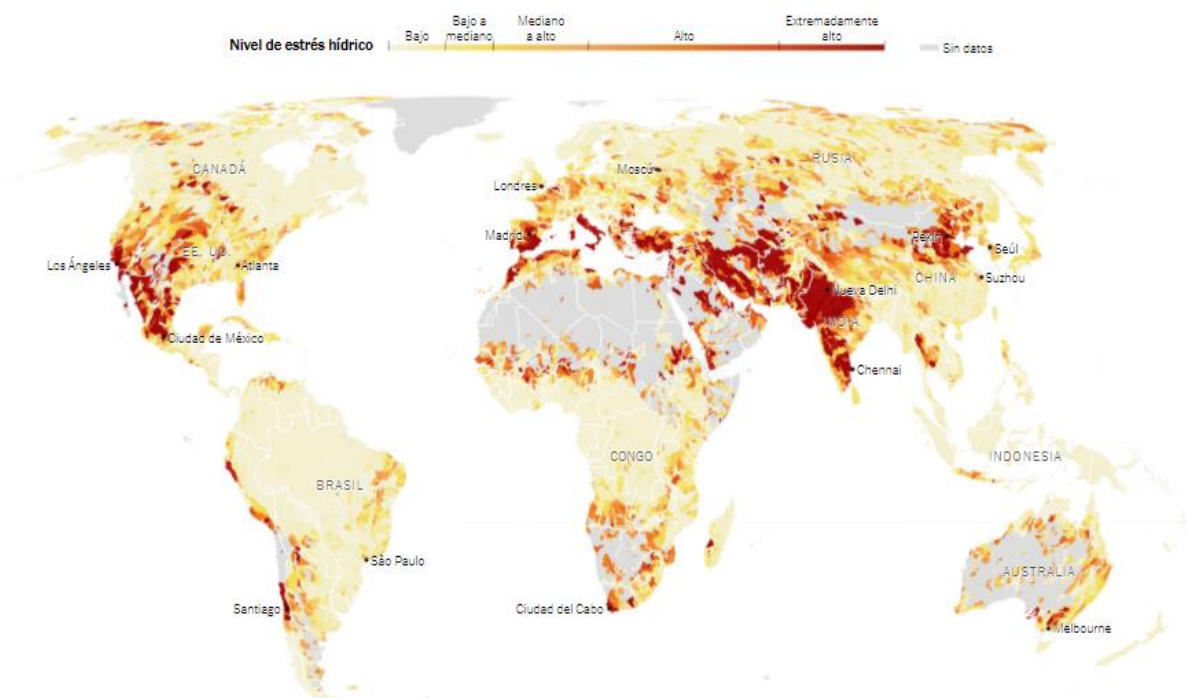 Nivel de estrés hídrico
Bajo
Bajo a
mediano
Mediano
a alto
Alto
Extremadamente
alto
Sin datos
CANADÁ
RUSIA
Moscú
Londres
Madrid
Pekín
EE. UU.
Seúl
Los Ángeles
Atlanta
CHINA
Suzhou
Nueva Delhi
INDIA
Ciudad de México
Chennai
CONGO
INDONESIA
BRASIL
São Paulo
AUSTRALIA
Santiago
Ciudad del Cabo
Melbourne